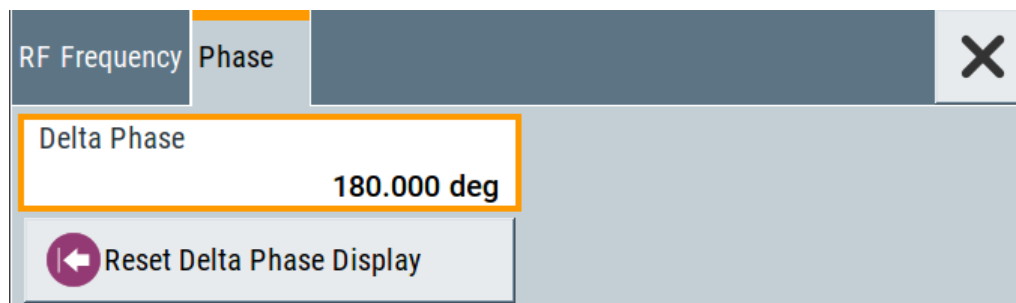 RF Frequency Phase
Delta Phase
180.000 deg
Reset Delta Phase Display